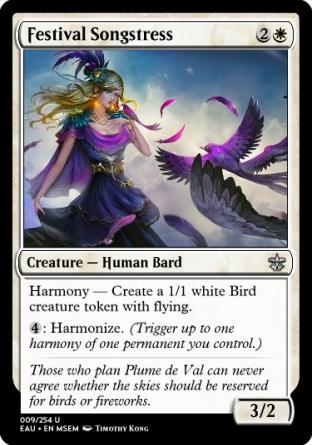 Festival Songstress 2
Creature — Human Bard
Harmony — Create a 1/1 white Bird
creature token with flying.
4: Harmonize. (Trigger up to one
harmony of one permanent you control.)
Those who plan Plume de Val can never
agree whether the skies should be reserved
for birds or fireworks.
3/2
009/254 U
EAU • EN MSEM Timothy Kong